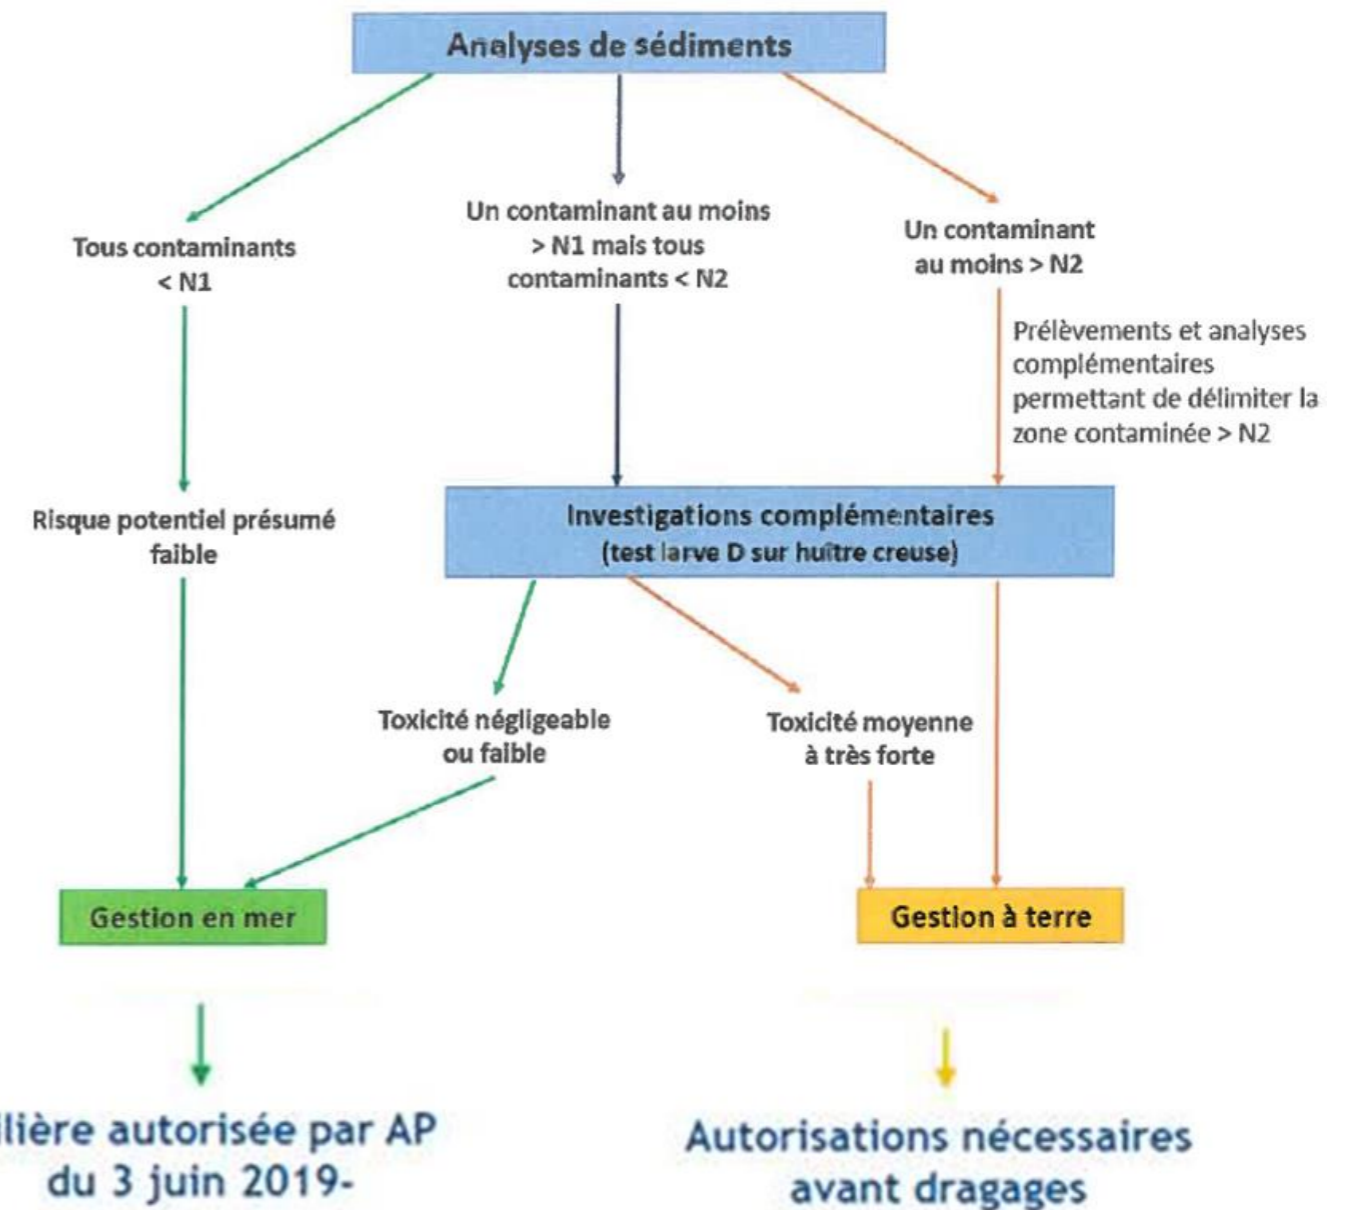 Analyses de sédiments
Tous contaminants
< N1
Un contaminant au moins
> N1 mais tous
contaminants < N2
Un contaminant
au moins > N2
Prélèvements et analyses
complémentaires
permettant de délimiter la
zone contaminée > N2
Risque potentiel présumé
faible
Investigations complémentaires
(test larve D sur huître creuse)
Toxicité négligeable
ou faible
Toxicité moyenne
à très forte
Gestion en mer
Gestion à terre
ilière autorisée par AP
du 3 juin 2019-
Autorisations nécessaires
avant dragages